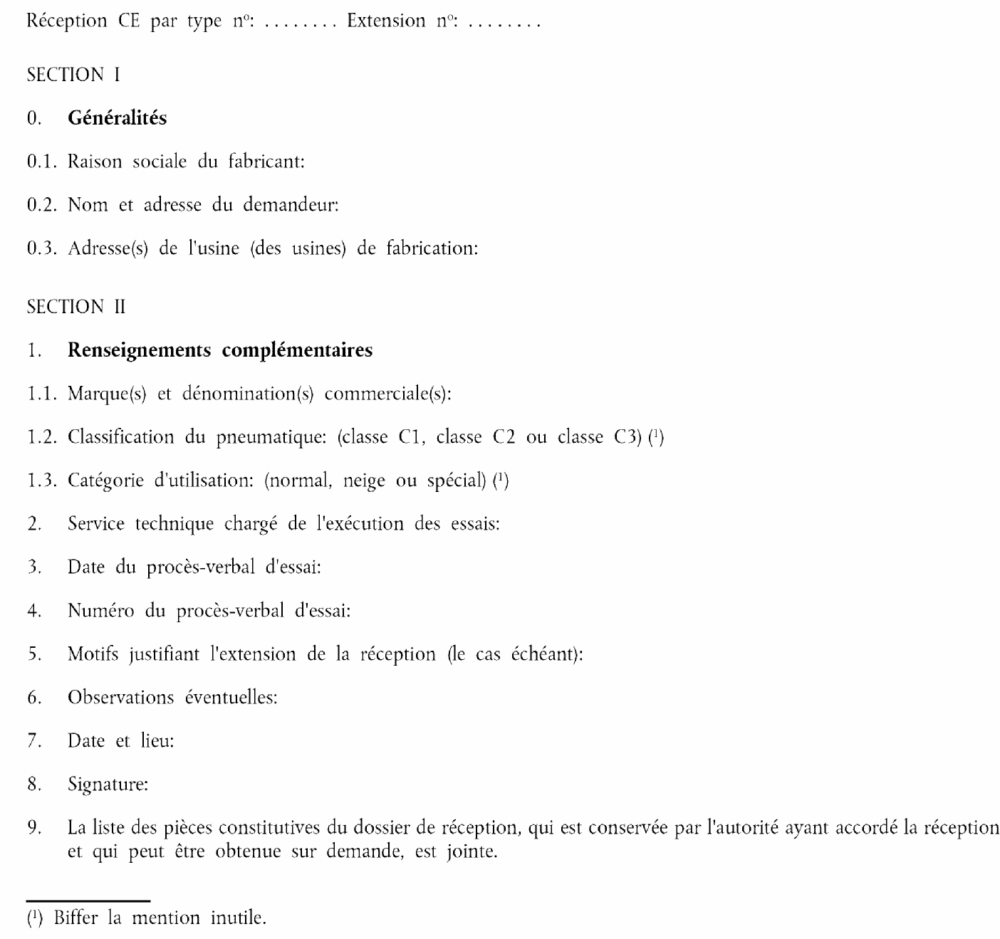 Réception CE par type nº: ........ Extension nº: ........
SECTION I
0. Généralités
0.1. Raison sociale du fabricant:
0.2. Nom et adresse du demandeur:
0.3. Adresse(s) de l'usine (des usines) de fabrication:
SECTION II
1. Renseignements complémentaires
1.1. Marque(s) et dénomination(s) commerciale(s):
1.2. Classification du pneumatique: (classe C1, classe C2 ou classe C3) (¹)
1.3. Catégorie d'utilisation: (normal, neige ou spécial) (¹)
2. Service technique chargé de l'exécution des essais:
3. Date du procès-verbal d'essai:
4. Numéro du procès-verbal d'essai:
5. Motifs justifiant l'extension de la réception (le cas échéant):
6. Observations éventuelles:
7. Date et lieu:
8. Signature:
9. La liste des pièces constitutives du dossier de réception, qui est conservée par l'autorité ayant accordé la réception
et qui peut être obtenue sur demande, est jointe.
(¹) Biffer la mention inutile.